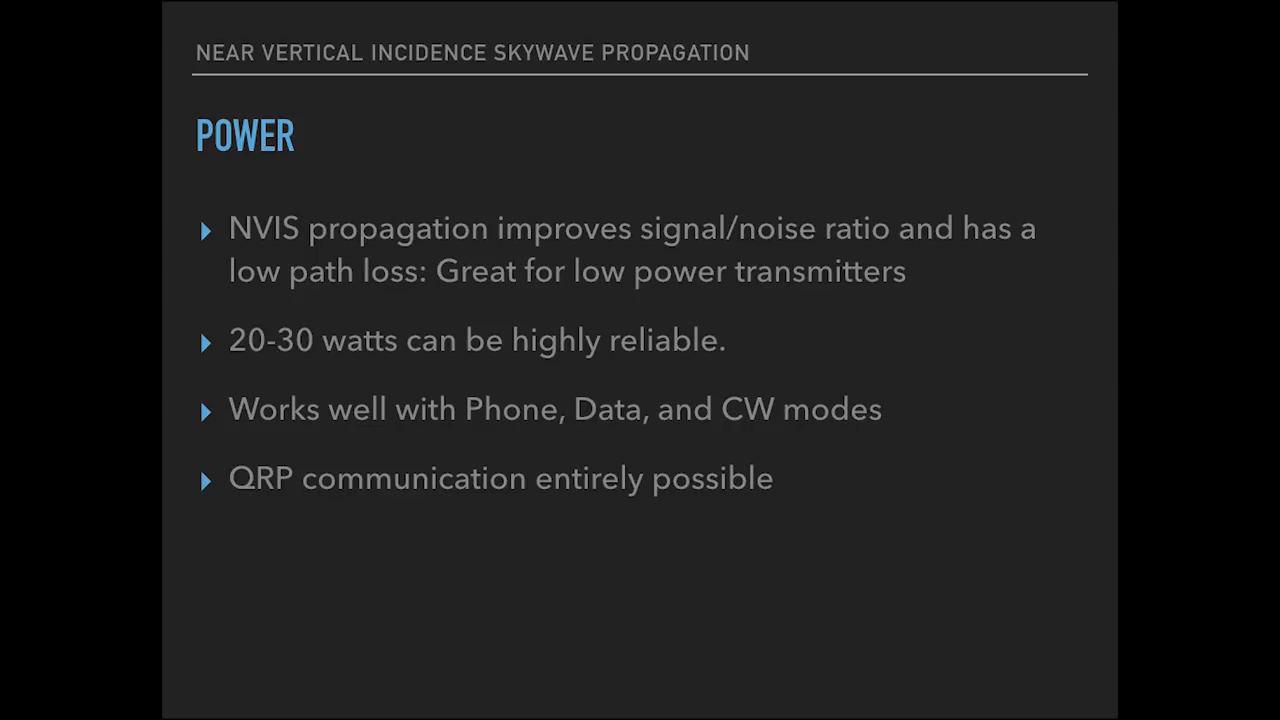 NEAR VERTICAL INCIDENCE SKYWAVE PROPAGATION
POWER
NVIS propagation improves signal/noise ratio and has a
low path loss: Great for low power transmitters
20-30 watts can be highly reliable.
Works well with Phone, Data, and CW modes
QRP communication entirely possible